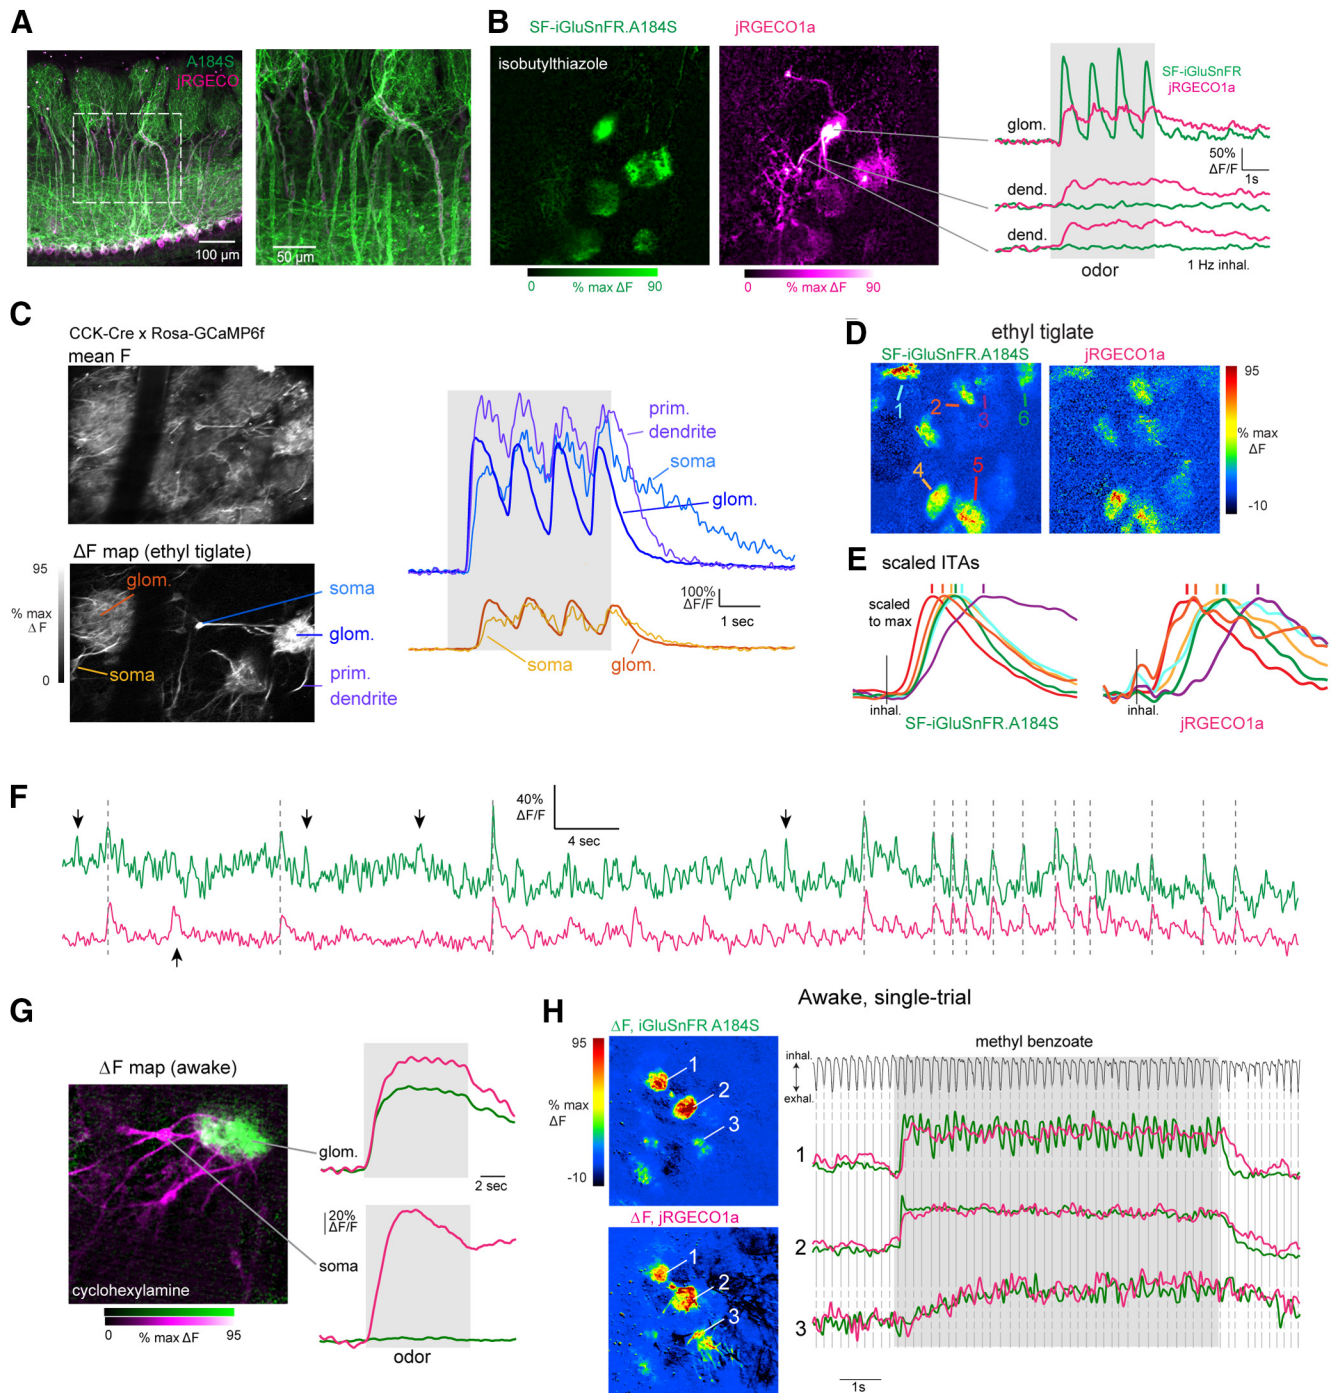 A
A184S
jRGECO
100 µm
50 µm
B
SF-iGluSnFR.A184S
jRGECO1a
isobutylthiazole
0 % max ΔF 90
0 % max ΔF 90
SF-iGluSnFR
jRGECO1a
glom.
50%
ΔF/F
1s
dend.
dend.
odor
1 Hz inhal.
C
CCK-Cre x Rosa-GCaMP6f
mean F
ΔF map (ethyl tiglate)
95
% max
Δ F
0
glom.
soma
glom.
soma
prim.
dendrite
prim.
dendrite
soma
glom.
100%
ΔF/F
1 sec
soma
glom.
D
ethyl tiglate
SF-iGluSnFR.A184S
jRGECO1a
1
2
3
6
4
5
95
% max
ΔF
-10
E
scaled ITAs
scaled
to max
inhal.
SF-iGluSnFR.A184S
inhal.
jRGECO1a
F
40%
ΔF/F
4 sec
G
ΔF map (awake)
cyclohexylamine
0 % max ΔF 95
glom.
2 sec
20%
ΔF/F
soma
odor
H
Awake, single-trial
ΔF, iGluSnFR A184S
95
% max
ΔF
-10
1
2
3
ΔF, jRGECO1a
1
2
3
methyl benzoate
inhal.
exhal.
1
2
3
1s